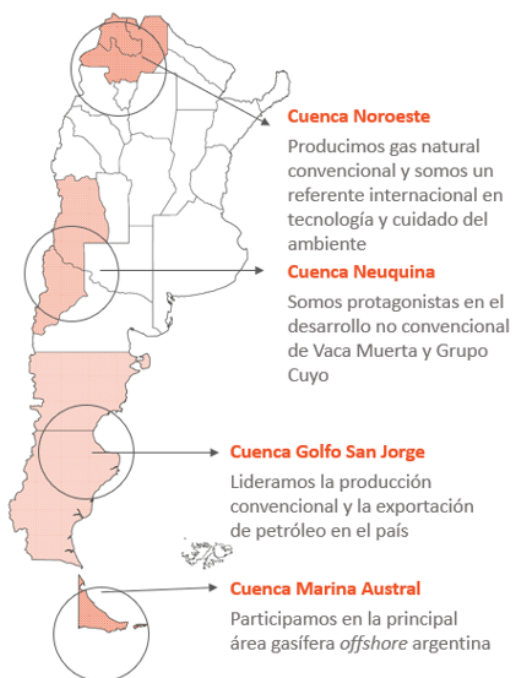 Cuenca Noroeste
Producimos gas natural
convencional y somos un
referente internacional en
tecnología y cuidado del
ambiente
Cuenca Neuquina
Somos protagonistas en el
desarrollo no convencional
de Vaca Muerta y Grupo
Cuyo
Cuenca Golfo San Jorge
Lideramos la producción
convencional y la exportación
de petróleo en el país
Cuenca Marina Austral
Participamos en la principal
área gasífera offshore argentina